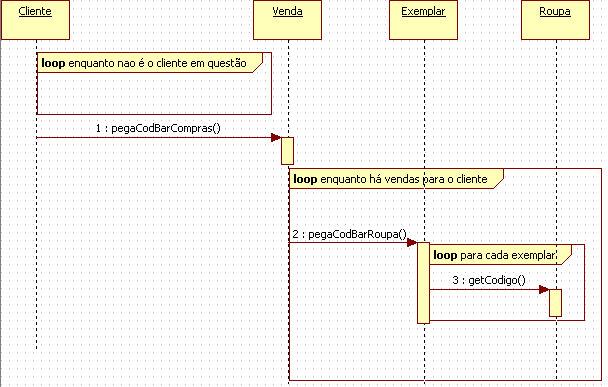 Cliente
Venda
Exemplar
Roupa
loop enquanto nao é o cliente em questão
1 : pegaCodBarCompras()
loop enquanto há vendas para o cliente
2 : pegaCodBarRoupa()
loop para cada exemplar
3 : getCodigo()